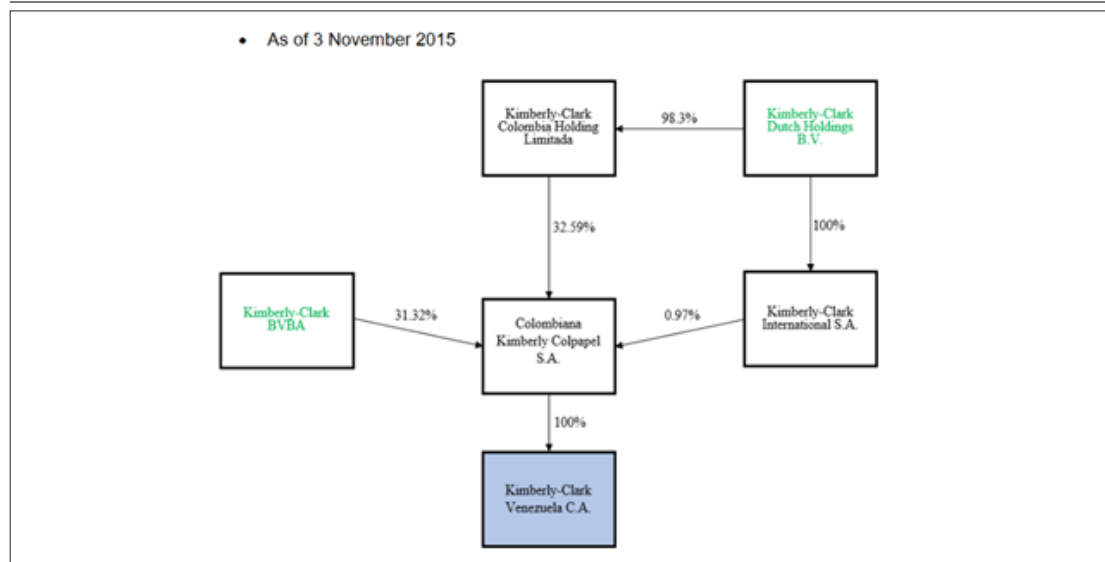 • As of 3 November 2015
Kimberly-Clark
Colombia Holding
Limitada
98.3%
Kimberly-Clark
Dutch Holdings
B.V.
32.59%
100%
Kimberly-Clark
BVBA
31.32%
Colombiana
Kimberly Colpapel
S.A.
0.97%
Kimberly-Clark
International S.A.
100%
Kimberly-Clark
Venezuela C.A.